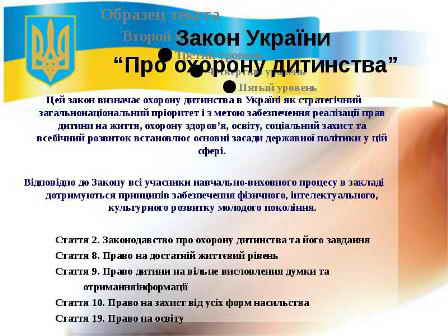 Образец текста
Второй
Закон України
“Про охорону дитинства”
Пятый уровень
Цей закон визначає охорону дитинства в Україні як стратегічний
загальнонаціональний пріоритет і з метою забезпечення реалізації прав
дитини на життя, охорону здоров’я, освіту, соціальний захист та
всебічний розвиток встановлює основні засади державної політики у цій
сфері.
Відповідно до Закону всі учасники навчально-виховного процесу в закладі
дотримуються принципів забезпечення фізичного, інтелектуального,
культурного розвитку молодого покоління.
Стаття 2. Законодавство про охорону дитинства та його завдання
Стаття 8. Право на достатній життєвий рівень
Стаття 9. Право дитини на вільне висловлення думки та
отриманняінформації
Стаття 10. Право на захист від усіх форм насильства
Стаття 19. Право на освіту